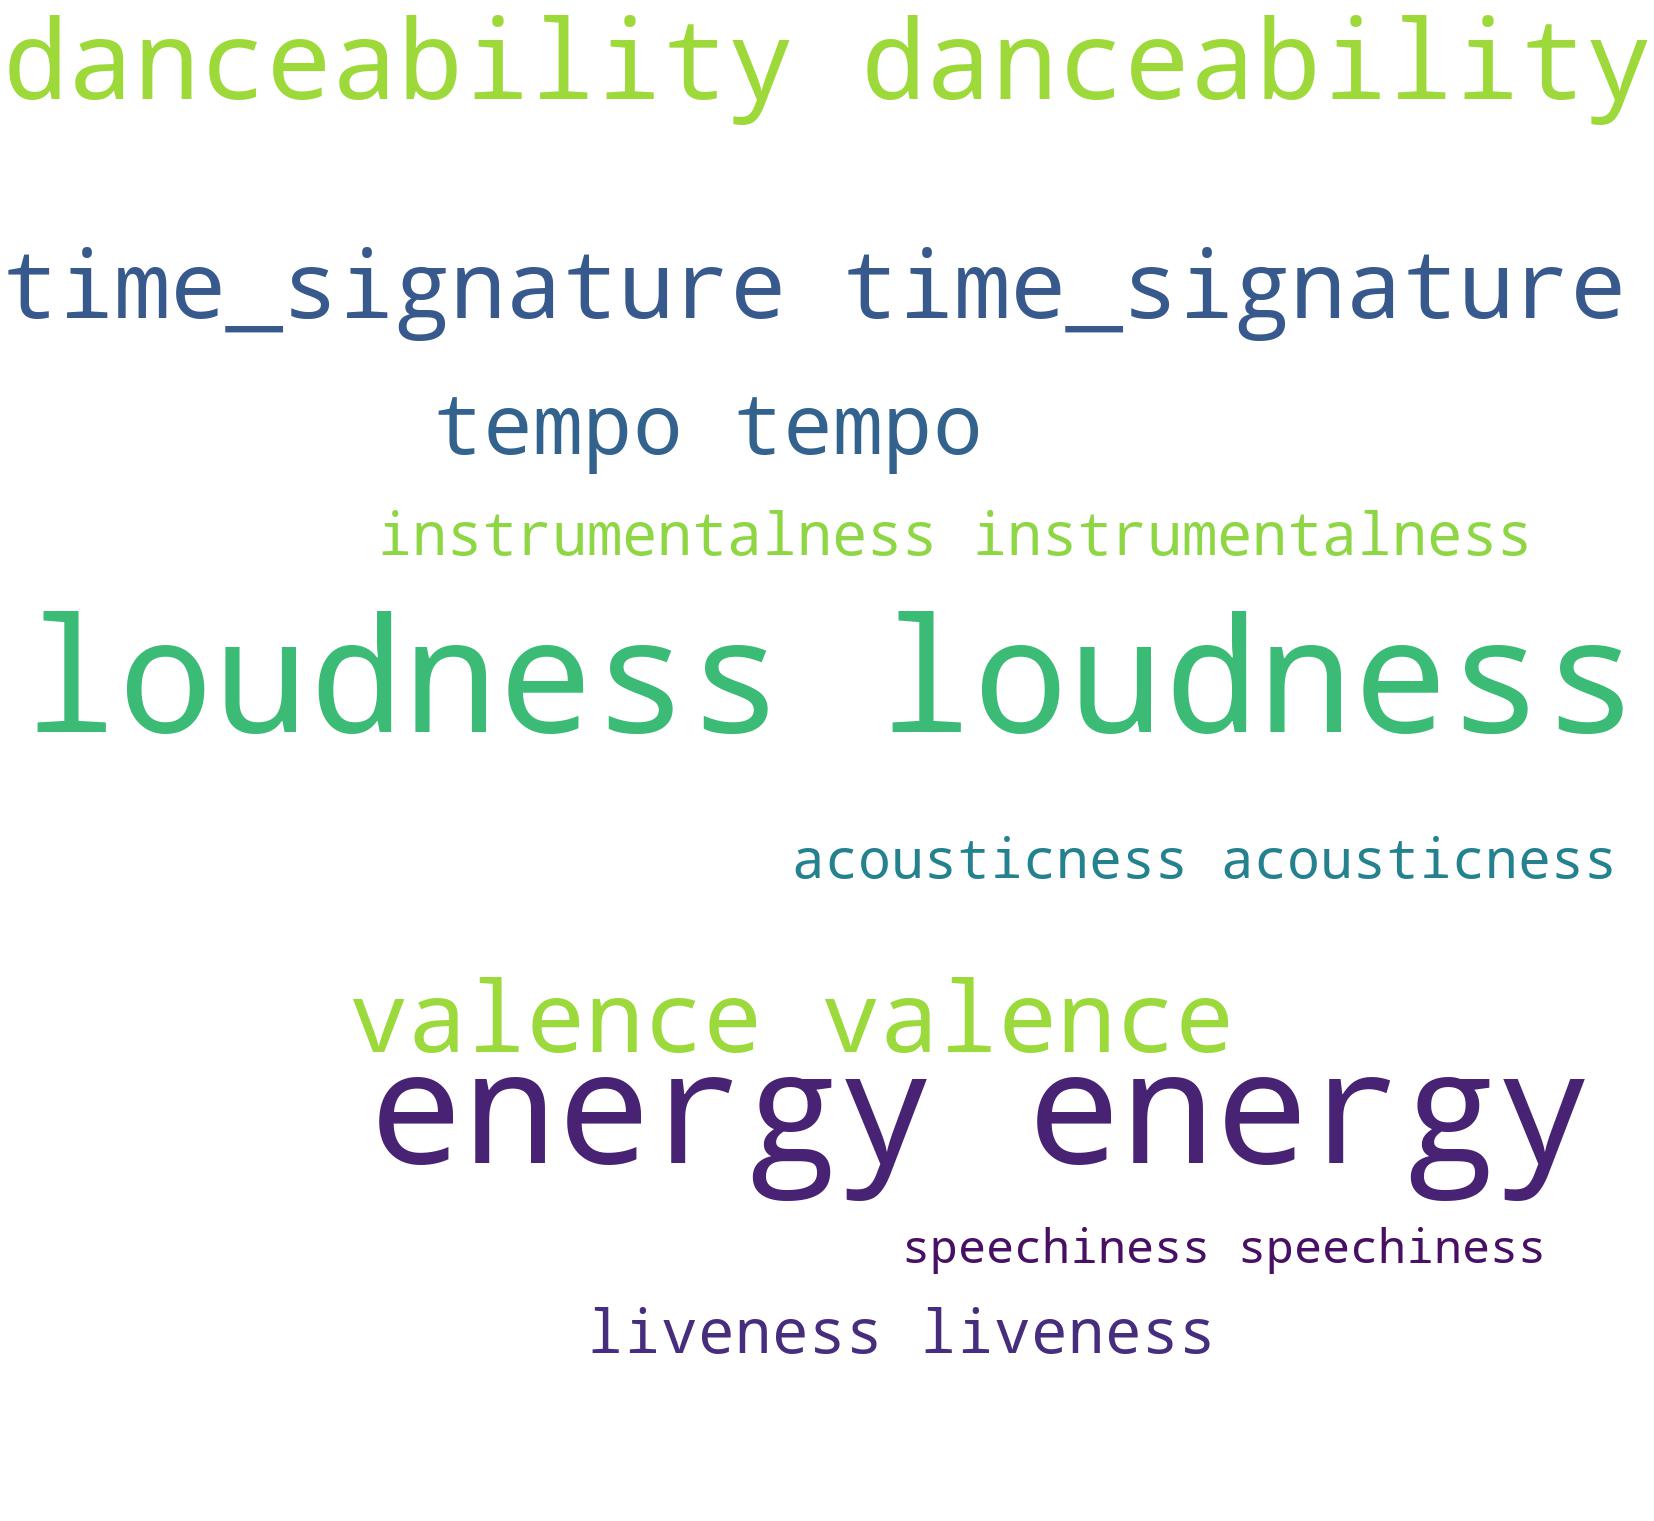 danceability danceability
time_signature time_signature
tempo tempo
instrumentalness instrumentalness
loudness loudness
acousticness acousticness
valence valence
energy energy
speechiness speechiness
liveness liveness